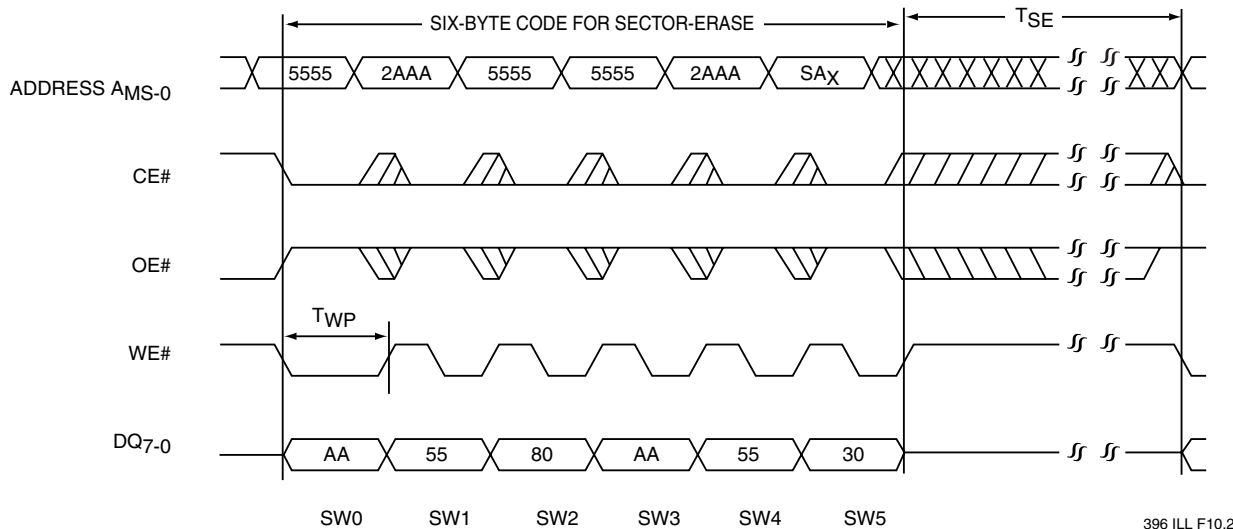 SIX-BYTE CODE FOR SECTOR-ERASE
TSE
ADDRESS AMS-0
5555 2AAA 5555 5555 2AAA SAX
CE#
OE#
TWP
WE#
DQ7-0
AA 55 80 AA 55 30
SW0 SW1 SW2 SW3 SW4 SW5
396 ILL F10.2